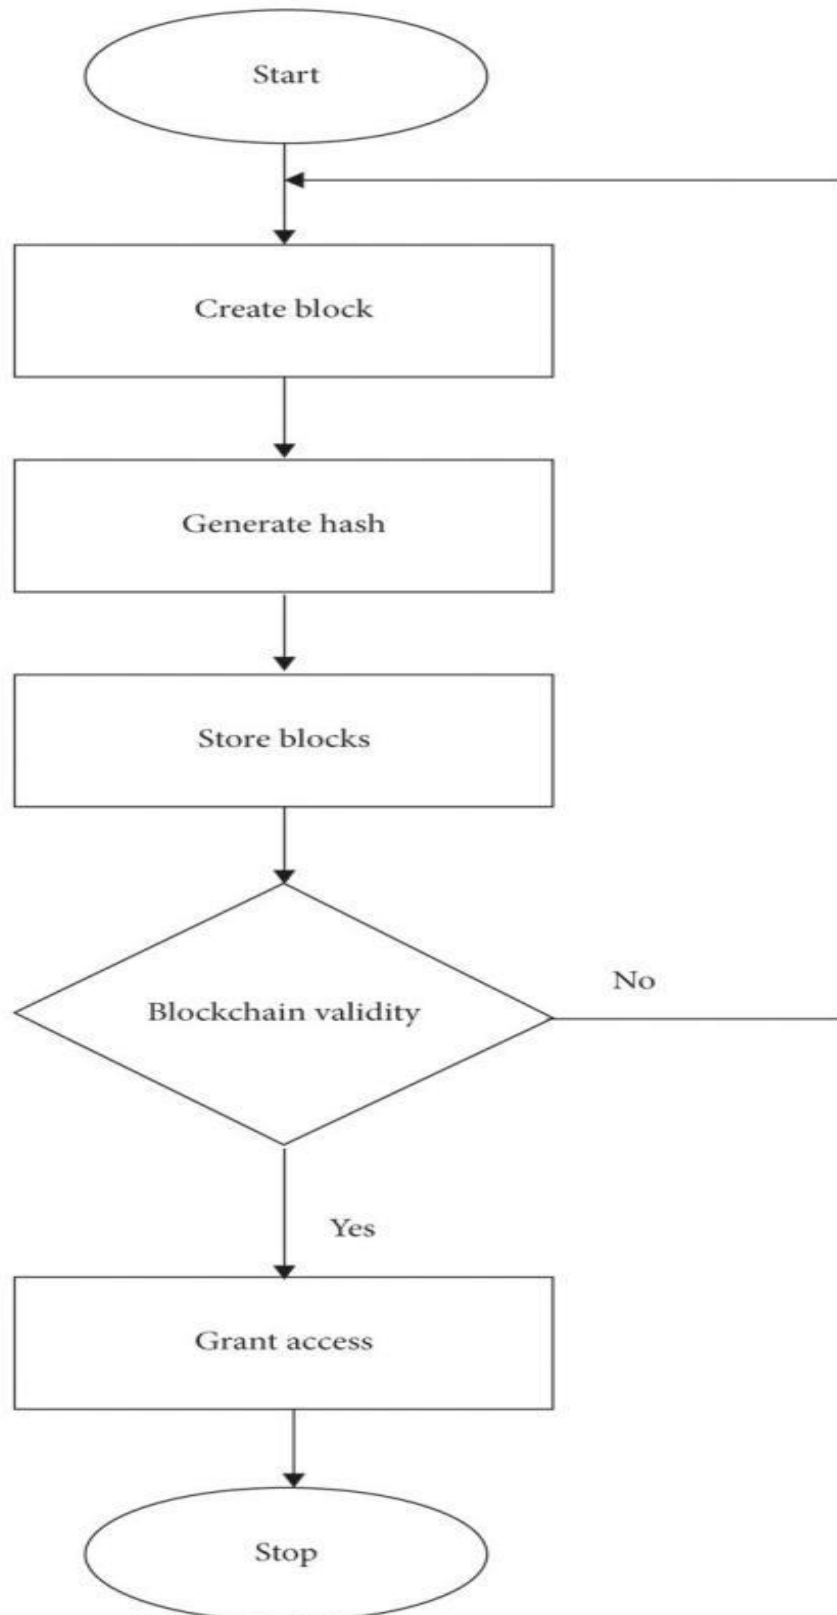 Start
Create block
Generate hash
Store blocks
Blockchain validity
No
Yes
Grant access
Stop